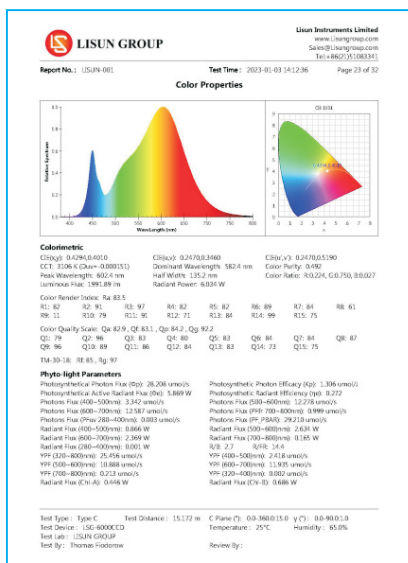 LISUN GROUP
Lisun Instruments Limited
www.Lisungroup.com
Sales@Lisungroup.com
Tel:+86(21)51083341
Report No.: LISUN-001 Test Time: 2023-01-03 14:12:36 Page 23 of 32
Color Properties
Relative Spectrum
400 450 500 550 600 650 700 750 800
WaveLength (nm)
Colorimetric
CIE(x,y): 0.4294,0.4010 CIE(u,v): 0.2470,0.3460 CIE(u',v'): 0.2470,0.5190
CCT: 3106 K (Duv= -0.000151) Dominant Wavelength: 582.4 nm Color Purity: 0.492
Peak Wavelength: 602.4 nm Half Width: 135.2 nm Color Ratio: R:0.224, G:0.750, B:0.027
Luminous Flux: 1991.89 lm Radiant Power: 6.034 W
Color Render Index: Ra: 83.5
R1: 82 R2: 91 R3: 97 R4: 82 R5: 82 R6: 89 R7: 84 R8: 61
R9: 11 R10: 79 R11: 91 R12: 71 R13: 84 R14: 99 R15: 75
Color Quality Scale: Qa: 82.9, Qf: 83.1, Qp: 84.2, Qg: 92.2
Q1: 79 Q2: 96 Q3: 83 Q4: 80 Q5: 83 Q6: 84 Q7: 84 Q8: 87
Q9: 96 Q10: 89 Q11: 86 Q12: 84 Q13: 83 Q14: 73 Q15: 75
TM-30-18: Rf: 85, Rg: 97
Phyto-light Parameters
Photosynthetical Photon Flux (Φp): 28.208 umol/s Photosynthetic Photon Efficacy (Kp): 1.306 umol/J
Photosynthetical Active Radiant Flux (Φe): 5.869 W Photosynthetic Radiant Efficiency (ηe): 0.272
Photons Flux (400~500nm): 3.342 umol/s Photons Flux (500~600nm): 12.278 umol/s
Photons Flux (600~700nm): 12.587 umol/s Photons Flux (PFfr 700~800nm): 0.999 umol/s
Photons Flux (PFuv 280~400nm): 0.003 umol/s Photons Flux (PF_PBAR): 29.210 umol/s
Radiant Flux (400~500nm): 0.866 W Radiant Flux (500~600nm): 2.634 W
Radiant Flux (600~700nm): 2.369 W Radiant Flux (700~800nm): 0.165 W
Radiant Flux (280~400nm): 0.001 W R/B: 2.7 R/FR: 14.4
YPF (320~800nm): 25.456 umol/s YPF (400~500nm): 2.418 umol/s
YPF (500~600nm): 10.888 umol/s YPF (600~700nm): 11.935 umol/s
YPF (700~800nm): 0.213 umol/s YPF (320~400nm): 0.002 umol/s
Radiant Flux (Chl-A): 0.446 W Radiant Flux (Chl-B): 0.686 W
Test Type: Type C Test Distance: 15.172 m C Plane (°): 0.0-360.0:15.0 γ (°): 0.0-90.0:1.0
Test Device: LSG-6000CCD Temperature: 25°C Humidity: 65.0%
Test Lab: LISUN GROUP
Test By: Thomas Fiodorow Review By: